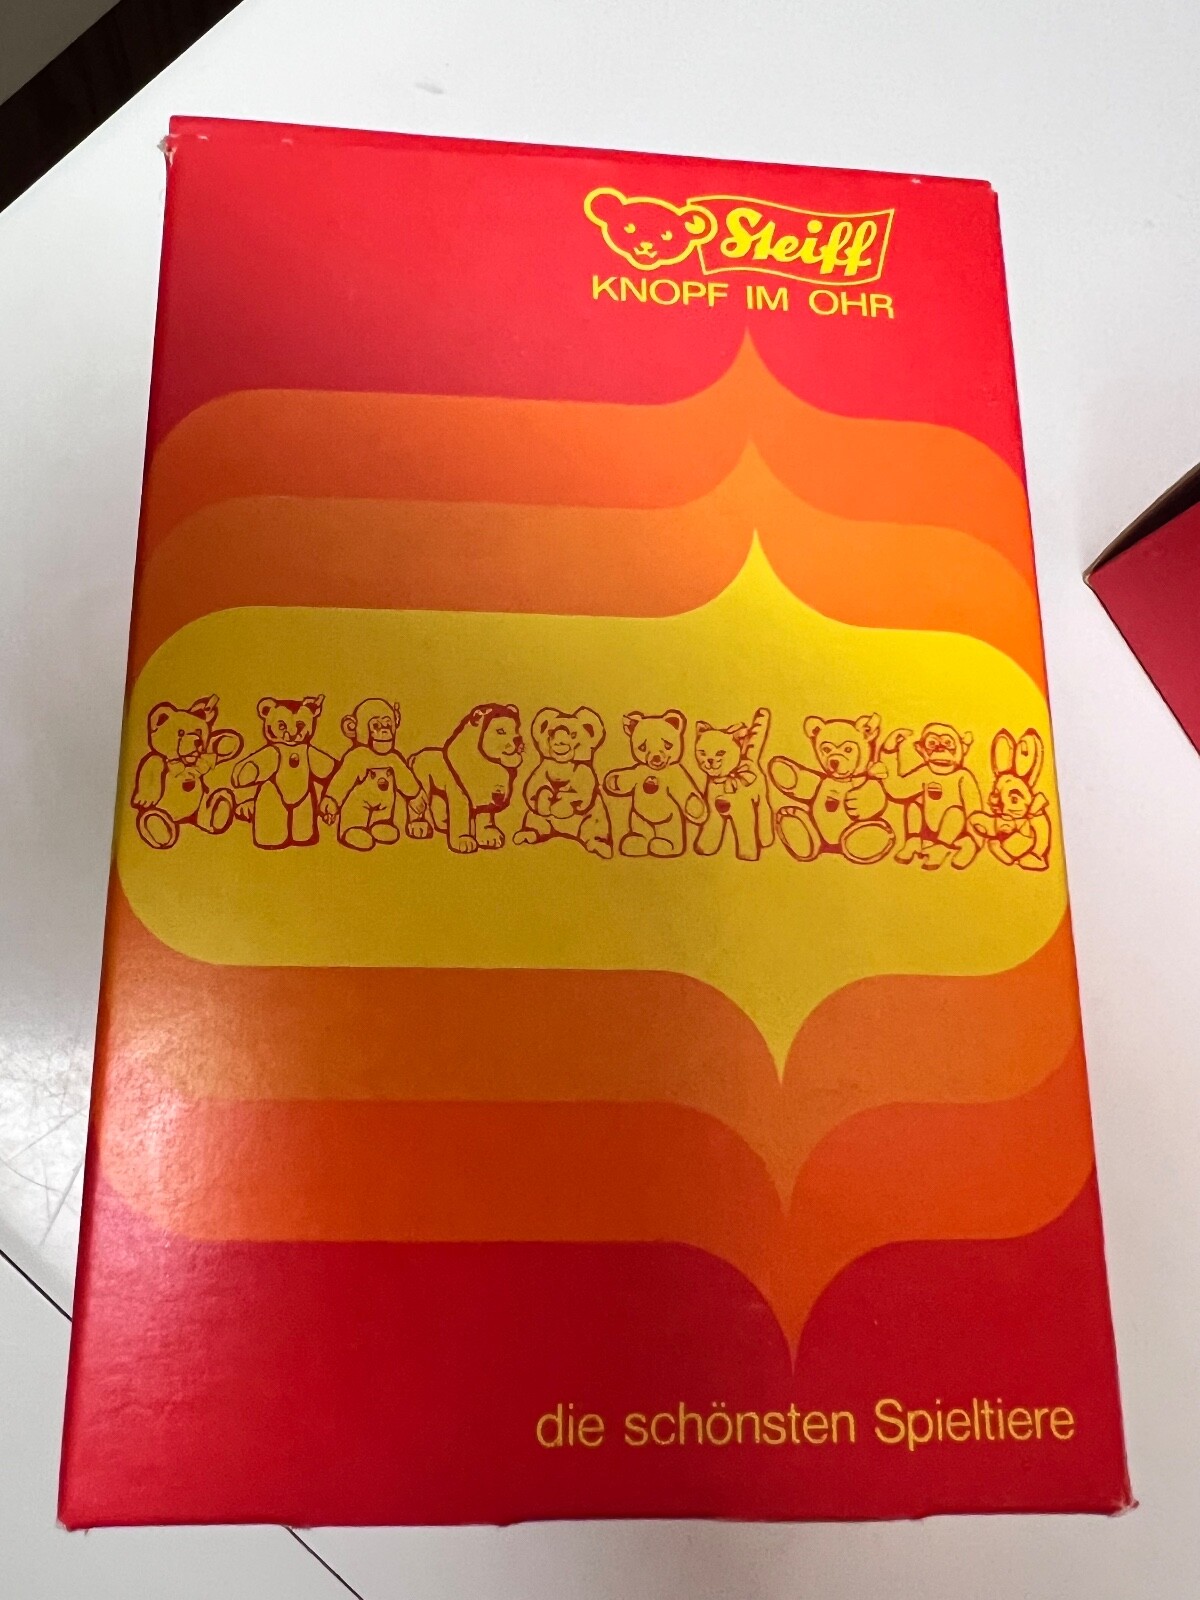 Steiff
KNOPF IM OHR
die schönsten Spieltiere